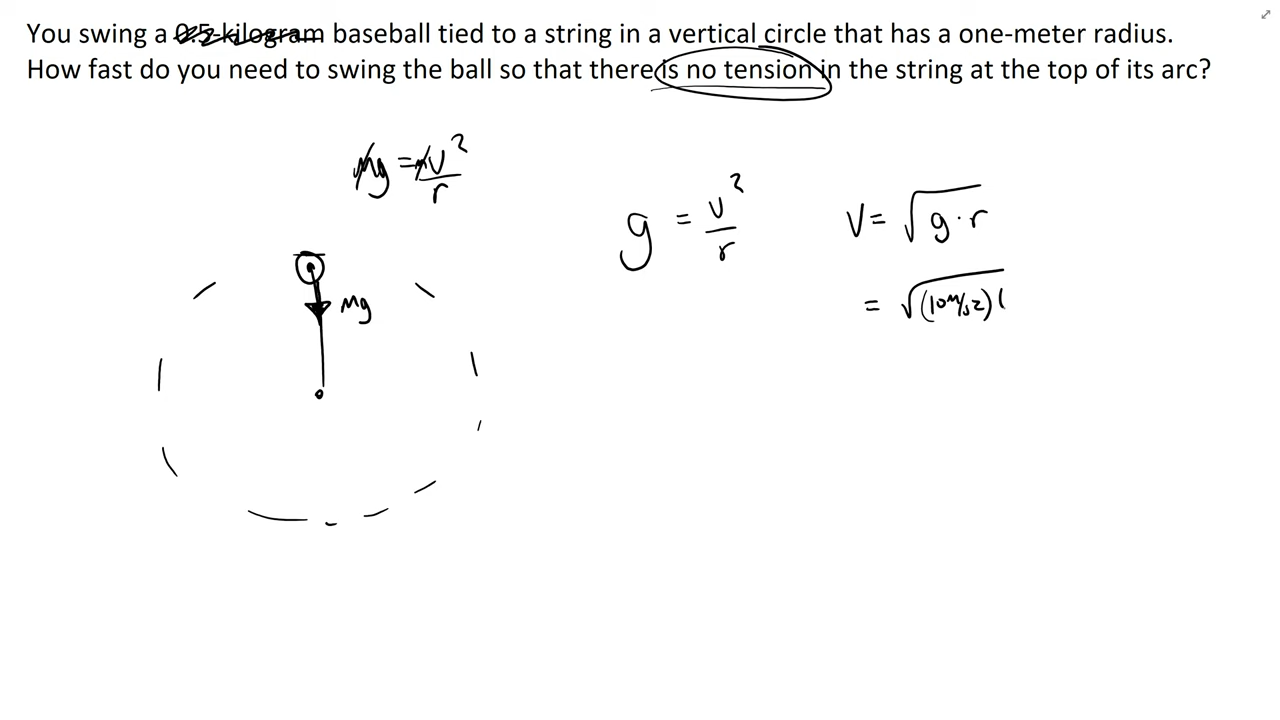 You swing a 0.5-kilogram baseball tied to a string in a vertical circle that has a one-meter radius.
How fast do you need to swing the ball so that there is no tension in the string at the top of its arc?
mg = mv²/r
g = v²/r
v = √g·r
= √(10m/s2)(
mg